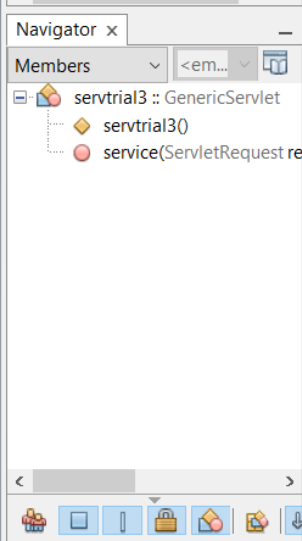 Navigator
Members
<em...
servtrial3 :: GenericServlet
servtrial3()
service(ServletRequest re